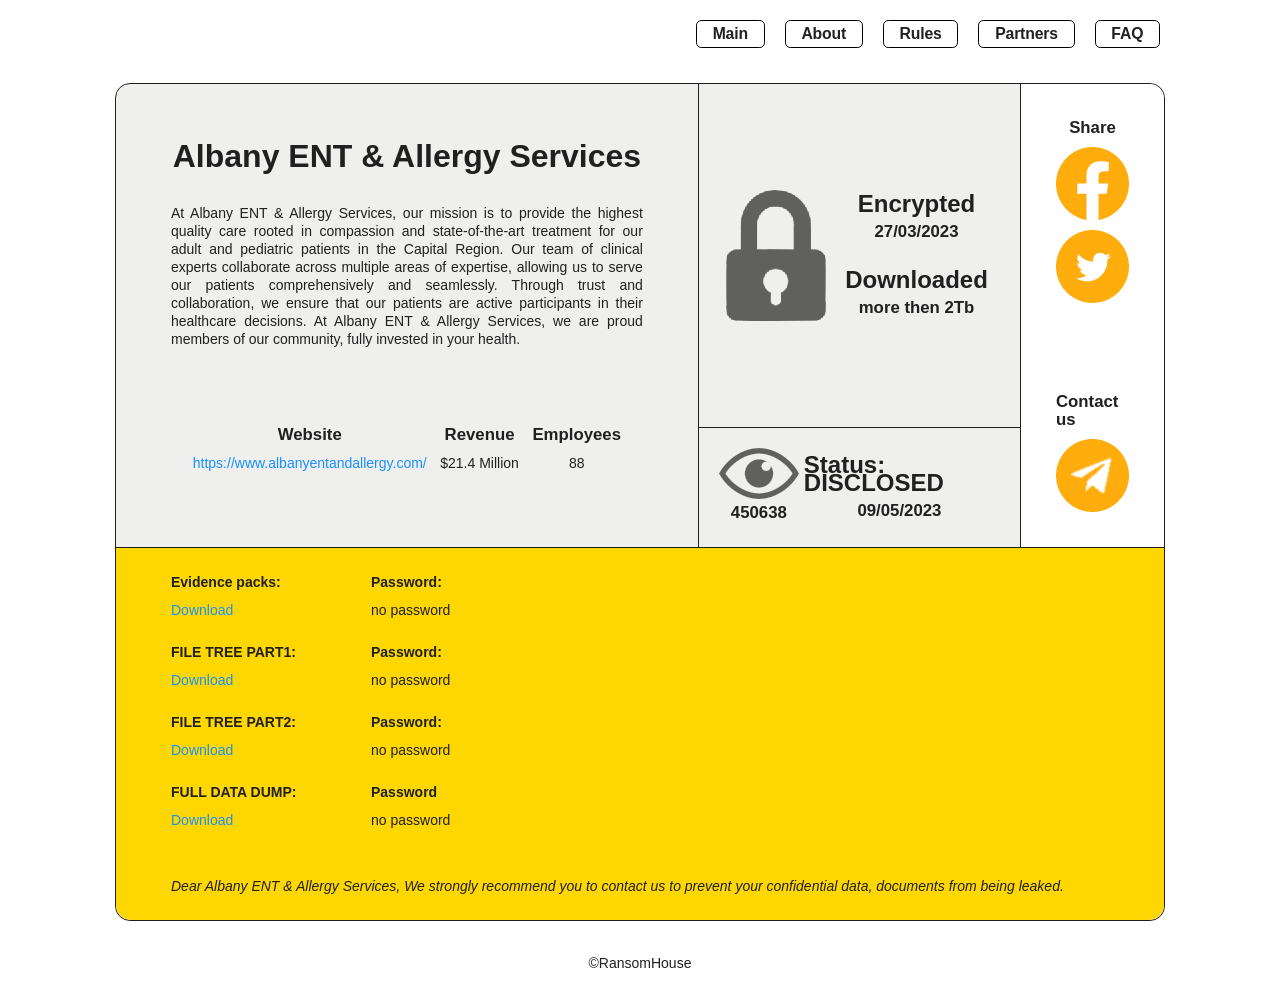 Main
About
Rules
Partners
FAQ
Albany ENT & Allergy Services
At Albany ENT & Allergy Services, our mission is to provide the highest
quality care rooted in compassion and state-of-the-art treatment for our
adult and pediatric patients in the Capital Region. Our team of clinical
experts collaborate across multiple areas of expertise, allowing us to serve
our patients comprehensively and seamlessly. Through trust and
collaboration, we ensure that our patients are active participants in their
healthcare decisions. At Albany ENT & Allergy Services, we are proud
members of our community, fully invested in your health.
Website Revenue Employees
https://www.albanyentandallergy.com/ $21.4 Million 88
Encrypted
27/03/2023
Downloaded
more then 2Tb
Status:
DISCLOSED
450638
09/05/2023
Share
Contact
us
Evidence packs: Password:
Download no password
FILE TREE PART1: Password:
Download no password
FILE TREE PART2: Password:
Download no password
FULL DATA DUMP: Password
Download no password
Dear Albany ENT & Allergy Services, We strongly recommend you to contact us to prevent your confidential data, documents from being leaked.
©RansomHouse